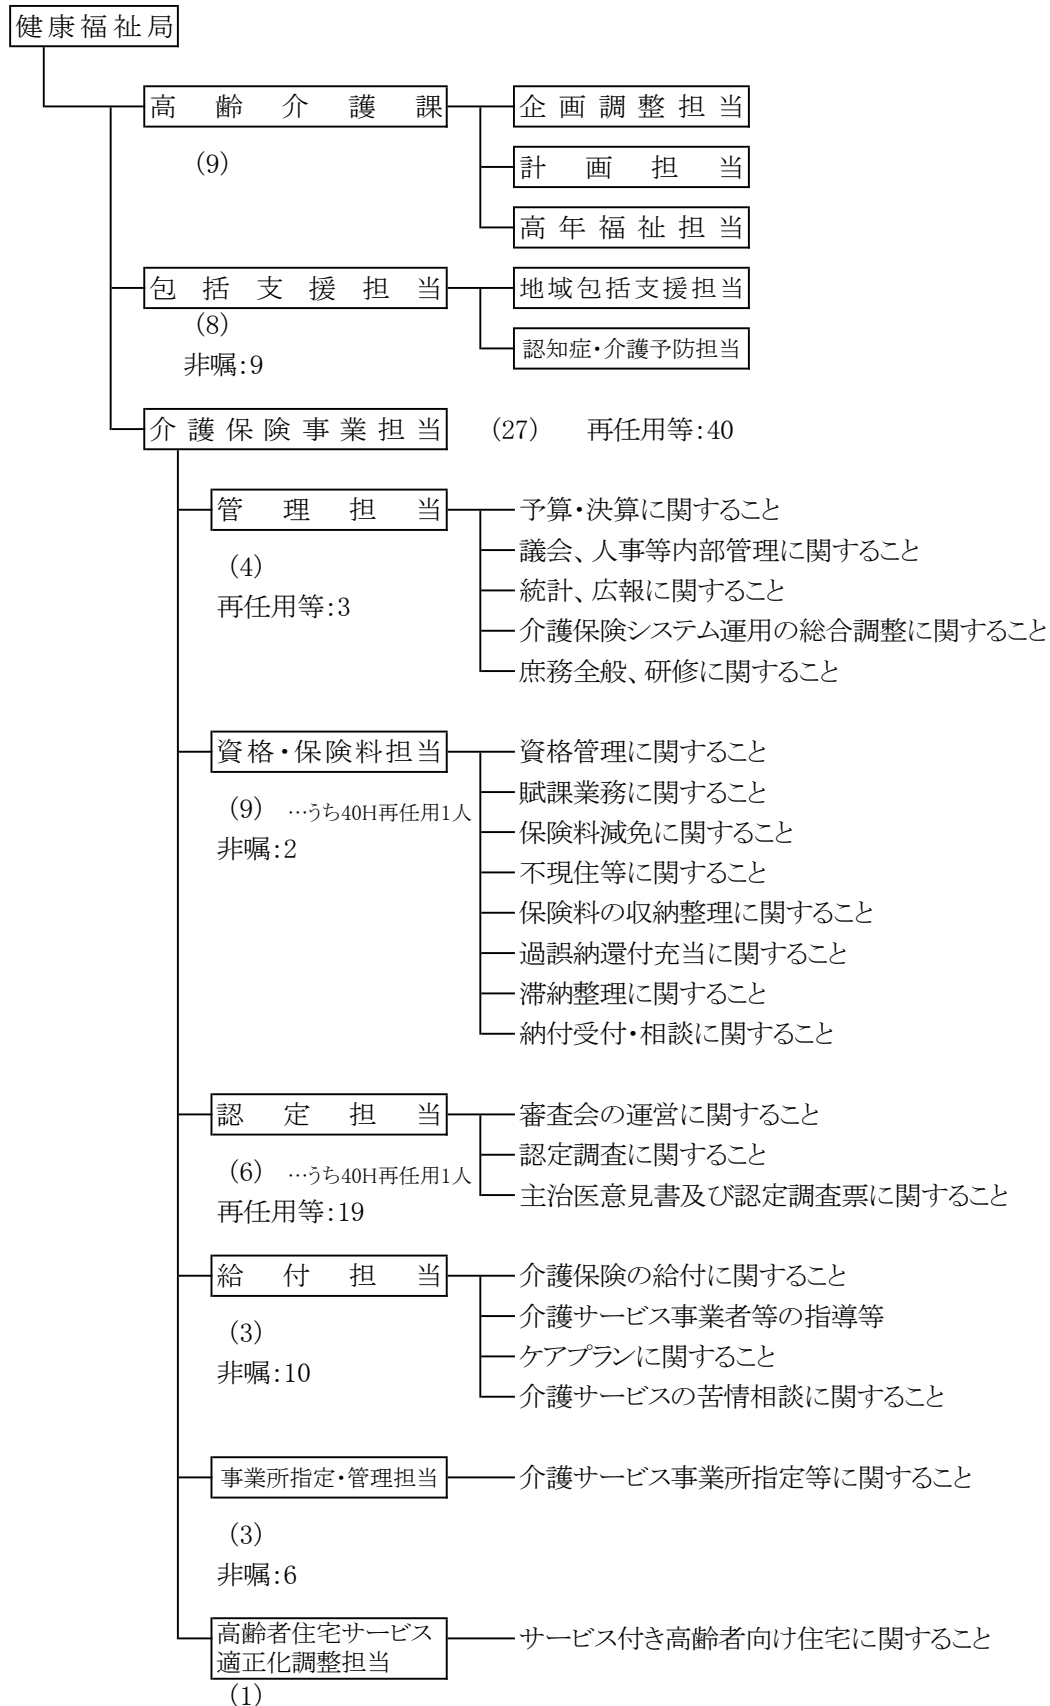 健康福祉局
高齢介護課
企画調整担当
(9)
計画担当
高年福祉担当
包括支援担当
地域包括支援担当
(8)
認知症・介護予防担当
非嘱:9
介護保険事業担当
(27) 再任用等:40
管理担当
予算・決算に関すること
議会、人事等内部管理に関すること
(4)
統計、広報に関すること
再任用等:3
介護保険システム運用の総合調整に関すること
庶務全般、研修に関すること
資格・保険料担当
資格管理に関すること
賦課業務に関すること
(9) …うち40H再任用1人
保険料減免に関すること
非嘱:2
不現住等に関すること
保険料の収納整理に関すること
過誤納還付充当に関すること
滞納整理に関すること
納付受付・相談に関すること
認定担当
審査会の運営に関すること
認定調査に関すること
(6) …うち40H再任用1人
主治医意見書及び認定調査票に関すること
再任用等:19
給付担当
介護保険の給付に関すること
介護サービス事業者等の指導等
(3)
ケアプランに関すること
非嘱:10
介護サービスの苦情相談に関すること
事業所指定・管理担当
介護サービス事業所指定等に関すること
(3)
非嘱:6
高齢者住宅サービス
適正化調整担当
サービス付き高齢者向け住宅に関すること
(1)